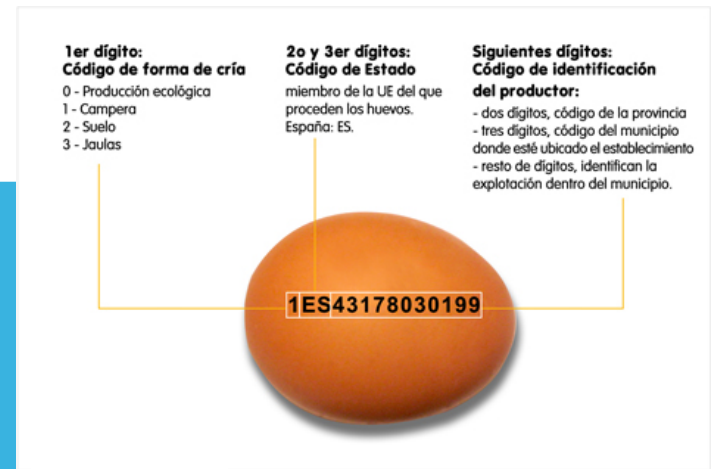 1er dígito:
Código de forma de cría
0 - Producción ecológica
1 - Campera
2 - Suelo
3 - Jaulas
2o y 3er dígitos:
Código de Estado
miembro de la UE del que
proceden los huevos.
España: ES.
Siguientes dígitos:
Código de identificación
del productor:
- dos dígitos, código de la provincia
- tres dígitos, código del municipio
donde esté ubicado el establecimiento
- resto de dígitos, identifican la
explotación dentro del municipio.
1ES43178030199